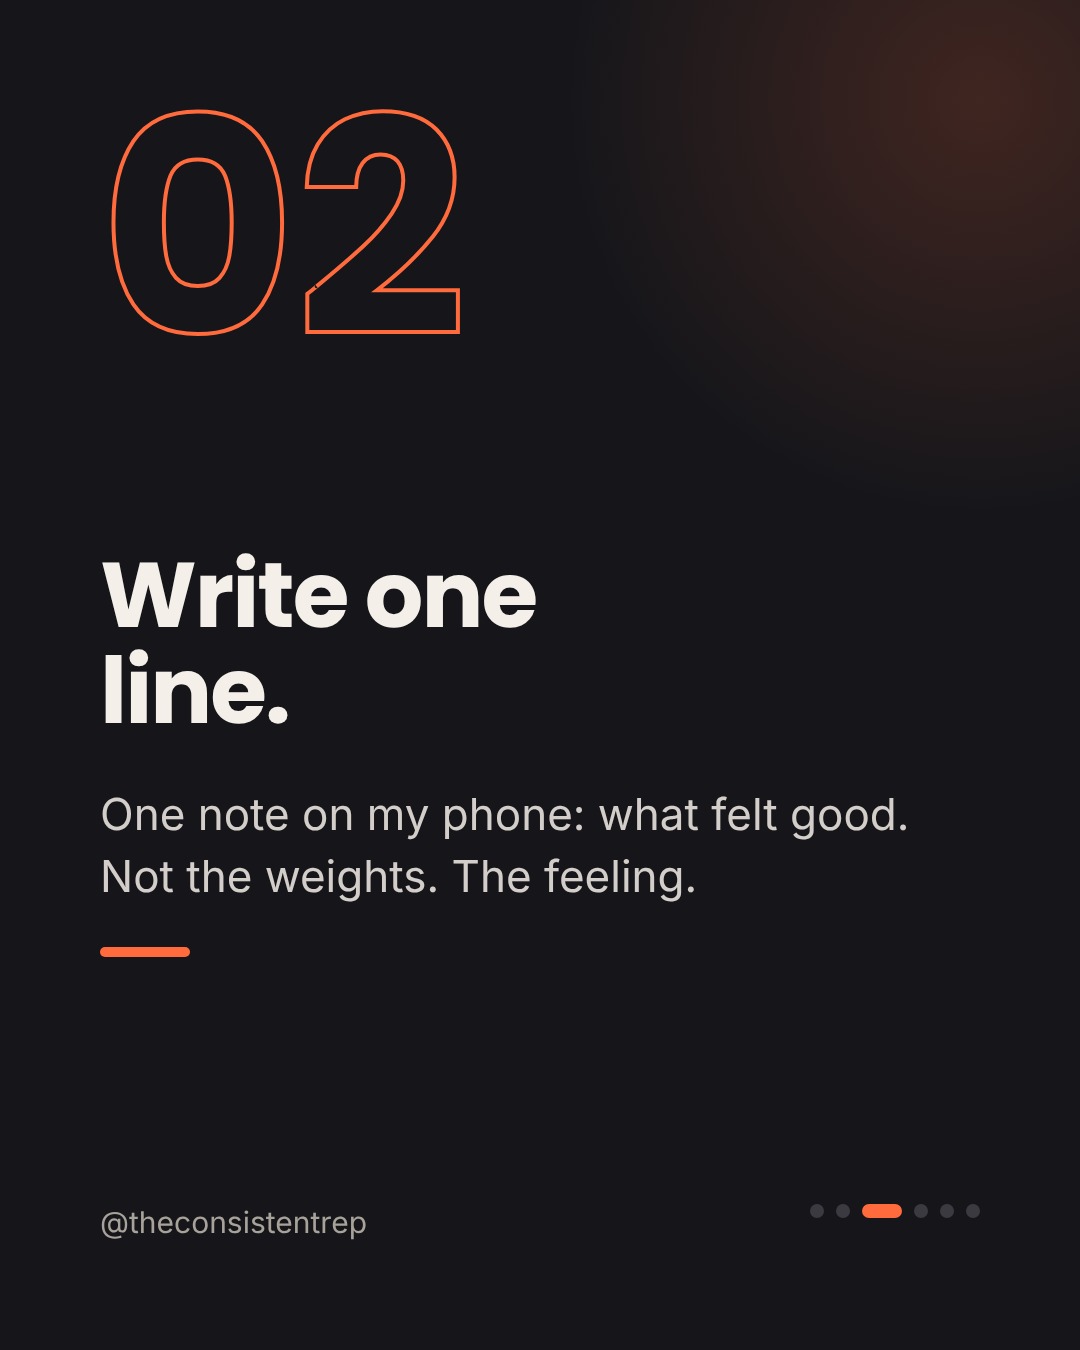 02
Write one
line.
One note on my phone: what felt good.
Not the weights. The feeling.
@theconsistentrep